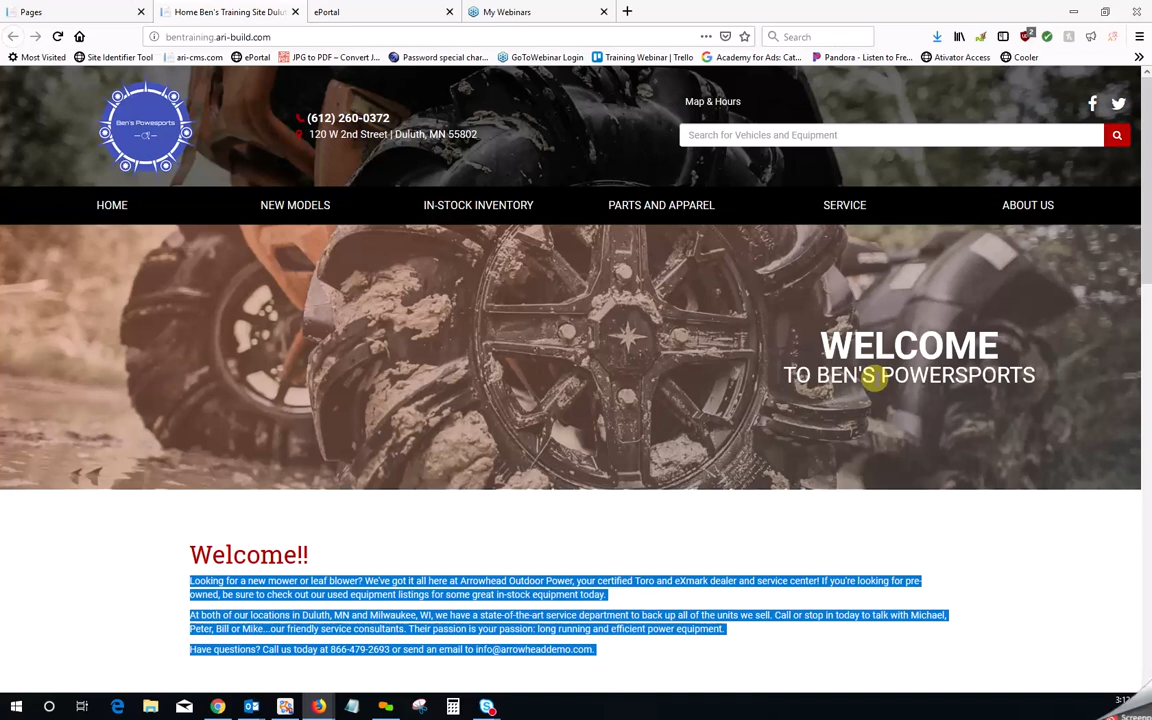 Pages
Home Ben's Training Site Dulu
ePortal
My Webinars
bentraining.ari-build.com
Search
2
Most Visited
Site Identifier Tool
ari-cms.com
ePortal
JPG to PDF – Convert J...
Password special char...
GoToWebinar Login
Training Webinar | Trello
Academy for Ads: Cat...
Pandora - Listen to Fre...
Ativator Access
Cooler
Ben's Powesports
(612) 260-0372
120 W 2nd Street | Duluth, MN 55802
Map & Hours
Search for Vehicles and Equipment
HOME
NEW MODELS
IN-STOCK INVENTORY
PARTS AND APPAREL
SERVICE
ABOUT US
WELCOME
TO BEN'S POWERSPORTS
Welcome!!
Looking for a new mower or leaf blower? We've got it all here at Arrowhead Outdoor Power, your certified Toro and eXmark dealer and service center! If you're looking for pre-
owned, be sure to check out our used equipment listings for some great in-stock equipment today.
At both of our locations in Duluth, MN and Milwaukee, WI, we have a state-of-the-art service department to back up all of the units we sell. Call or stop in today to talk with Michael,
Peter, Bill or Mike...our friendly service consultants. Their passion is your passion: long running and efficient power equipment.
Have questions? Call us today at 866-479-2693 or send an email to info@arrowheaddemo.com.